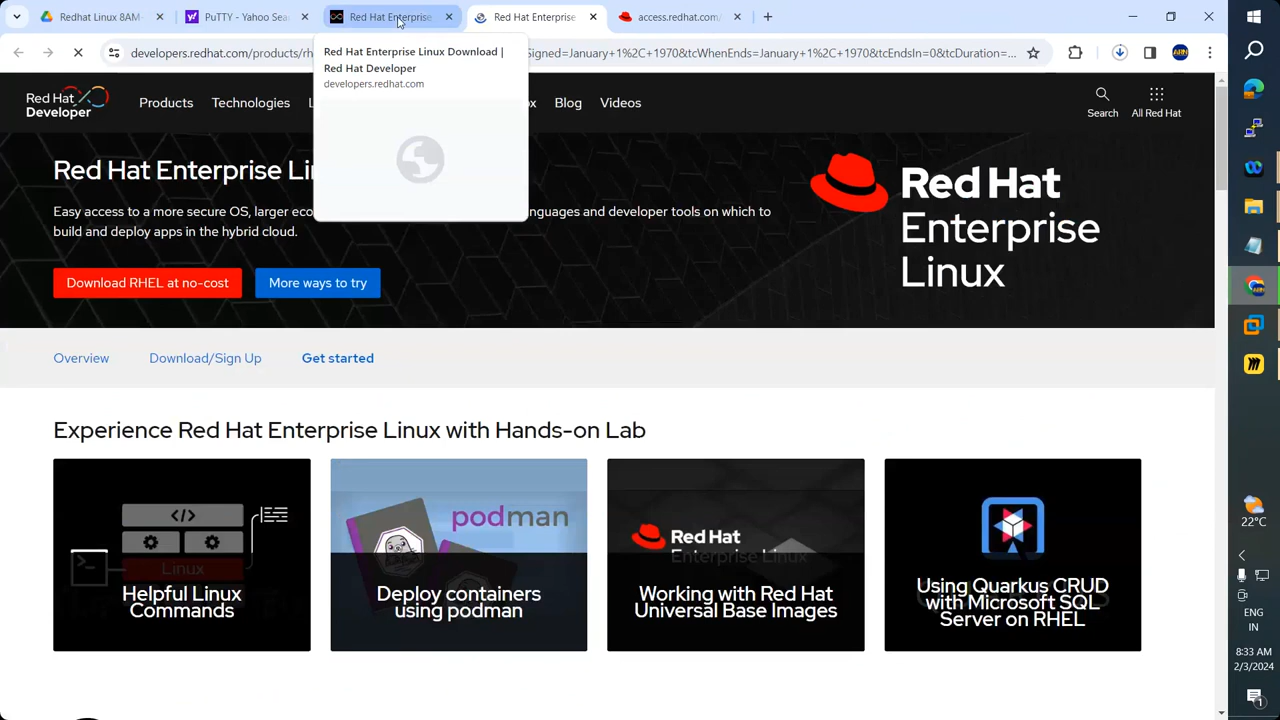 Redhat Linux 8AM-
PuTTY - Yahoo Sea
Red Hat Enterprise
Red Hat Enterprise
access.redhat.com/
developers.redhat.com/products/rh
Signed=January+1%2C+1970&tcWhenEnds=January+1%2C+1970&tcEndsIn=0&tcDuration=...
Red Hat Enterprise Linux Download |
Red Hat Developer
developers.redhat.com
Red Hat
Developer
Products
Technologies
L
ox
Blog
Videos
Search
All Red Hat
Red Hat Enterprise Li
Easy access to a more secure OS, larger eco
nguages and developer tools on which to
build and deploy apps in the hybrid cloud.
Download RHEL at no-cost
More ways to try
Red Hat
Enterprise
Linux
Overview
Download/Sign Up
Get started
Experience Red Hat Enterprise Linux with Hands-on Lab
Linux
Helpful Linux
Commands
podman
Deploy containers
using podman
Red Hat
Enterprise Linux
Working with Red Hat
Universal Base Images
Using Quarkus CRUD
with Microsoft SQL
Server on RHEL
22°C
ENG
IN
8:33 AM
2/3/2024
1